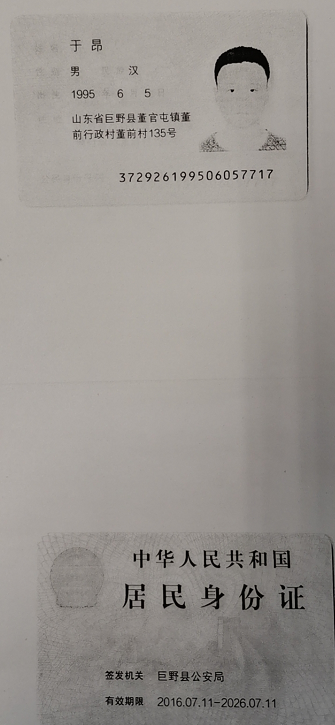 于昂
男 汉
1995 6 5
山东省巨野县董官屯镇董
前行政村董前村135号
372926199506057717
中华人民共和国
居民身份证
签发机关 巨野县公安局
有效期限 2016.07.11-2026.07.11